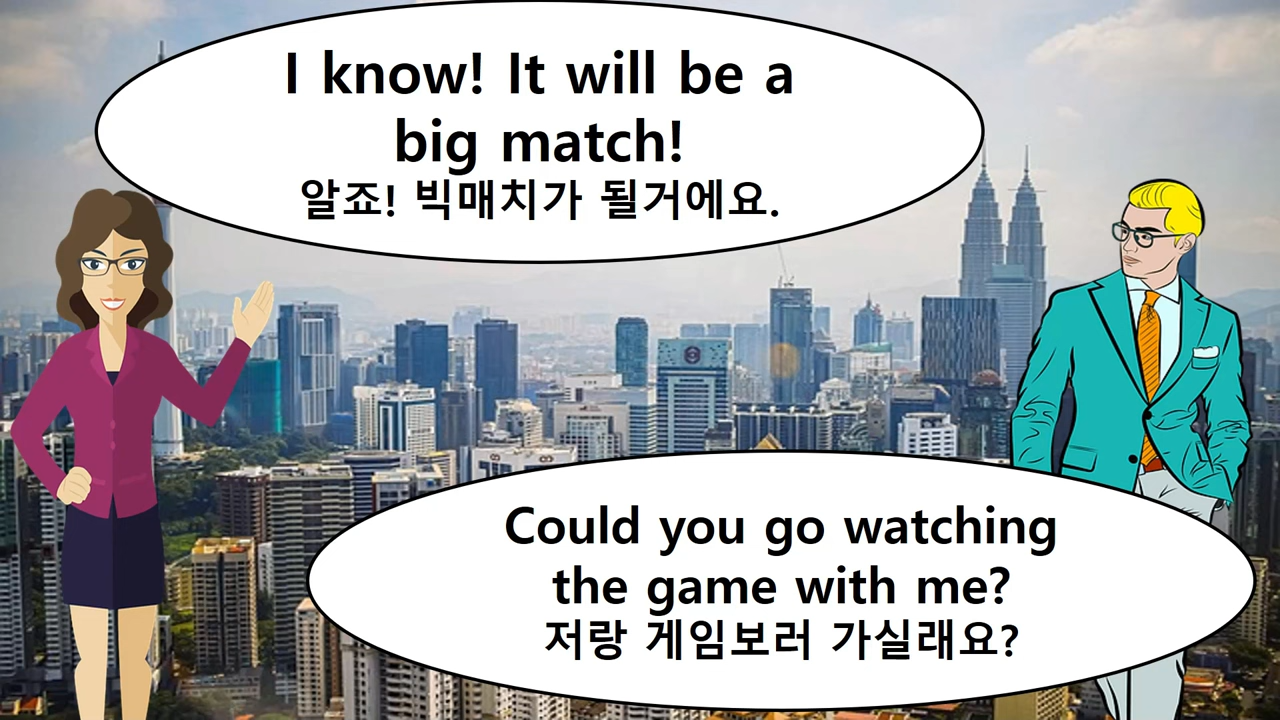 I know! It will be a
big match!
알죠! 빅매치가 될거에요.
Could you go watching
the game with me?
저랑 게임보러 가실래요?